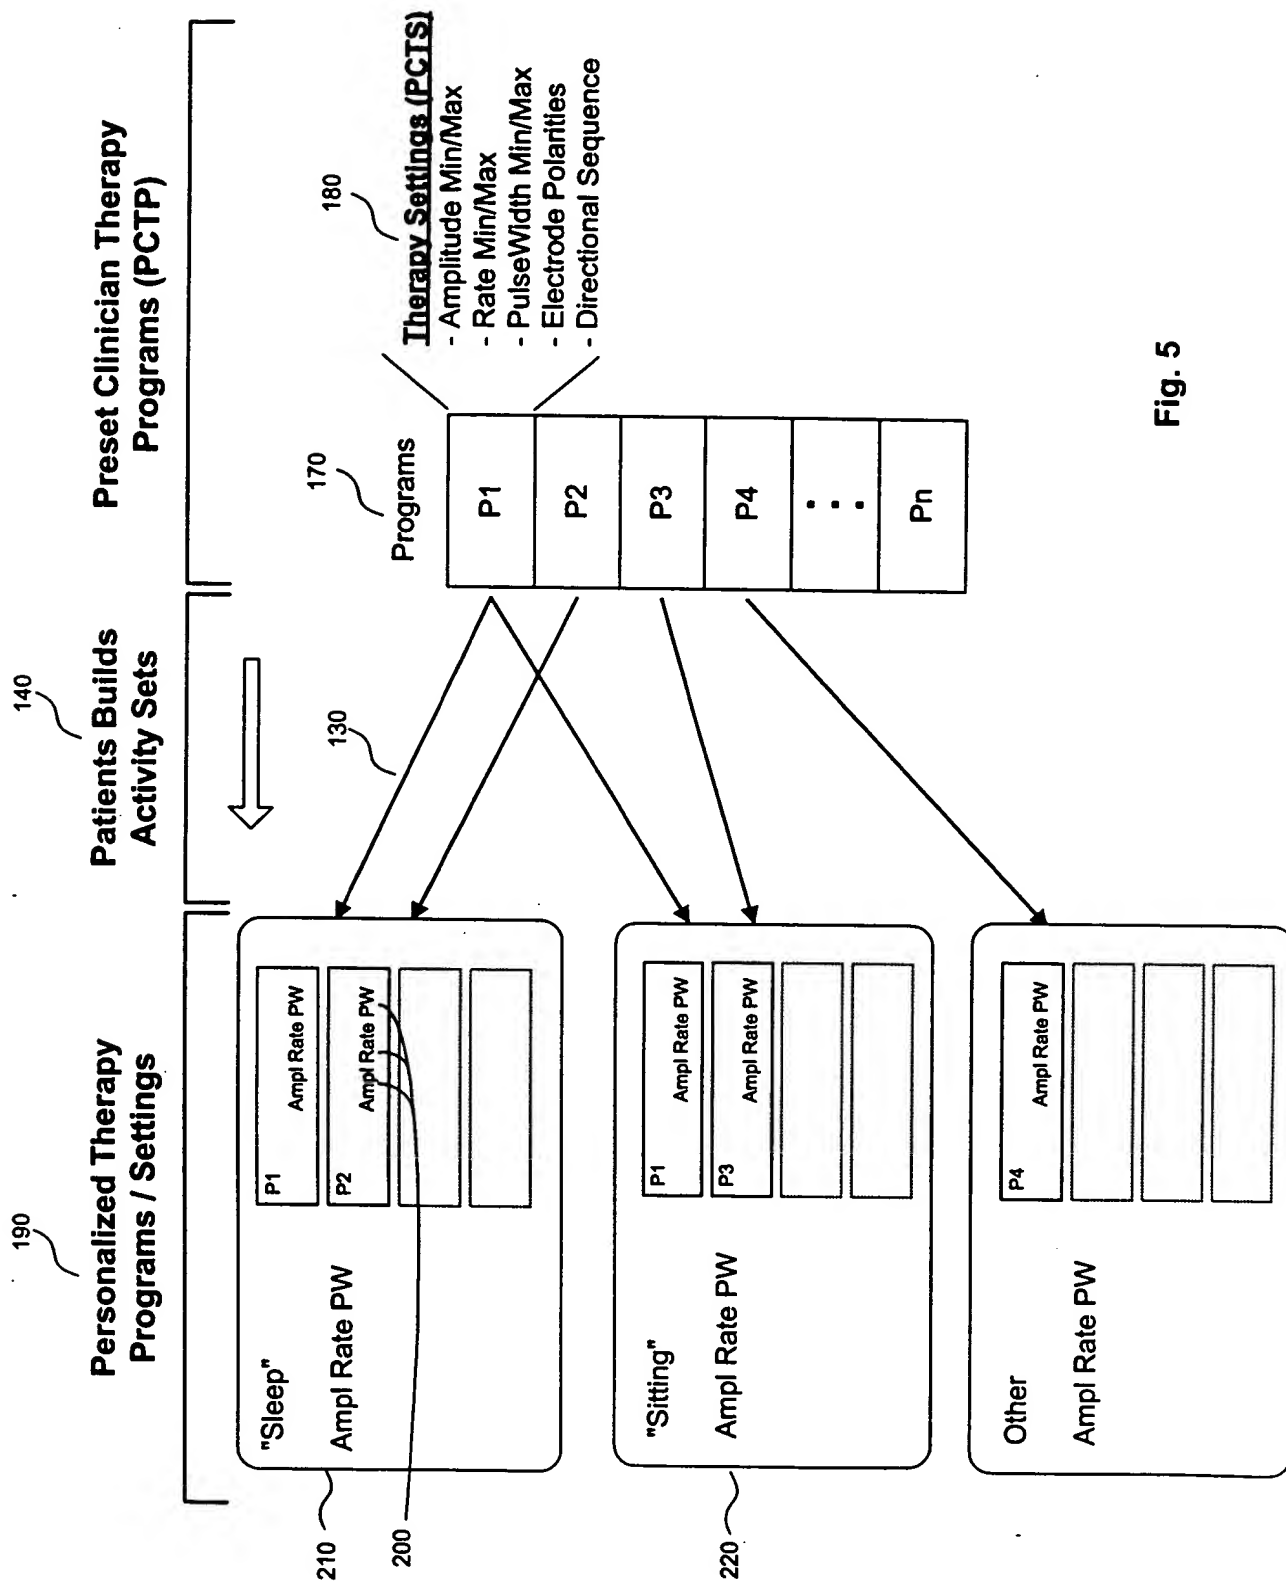 190
Personalized Therapy
Programs / Settings
140
Patients Builds
Activity Sets
Preset Clinician Therapy
Programs (PCTP)
"Sleep"
Ampl Rate PW
P1
Ampl Rate PW
P2
Ampl Rate PW
210
200
"Sitting"
Ampl Rate PW
P1
Ampl Rate PW
P3
Ampl Rate PW
220
Other
Ampl Rate PW
P4
Ampl Rate PW
130
170
Programs
P1
P2
P3
P4
. . .
Pn
180
Therapy Settings (PCTS)
- Amplitude Min/Max
- Rate Min/Max
- PulseWidth Min/Max
- Electrode Polarities
- Directional Sequence
Fig. 5